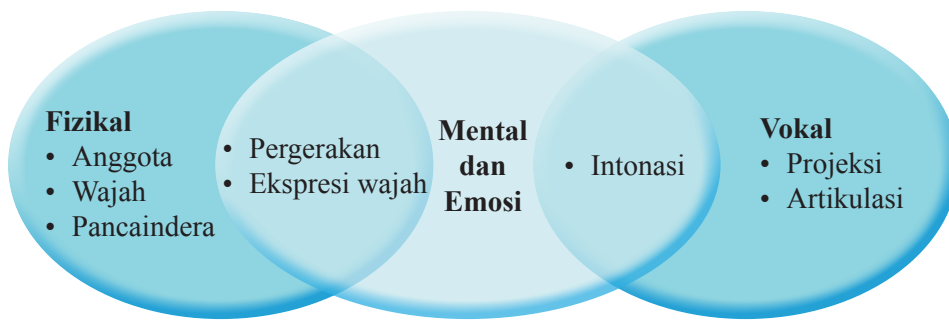 Fizikal
• Anggota
• Wajah
• Pancaindera
• Pergerakan
• Ekspresi wajah
Mental
dan
Emosi
• Intonasi
Vokal
• Projeksi
• Artikulasi